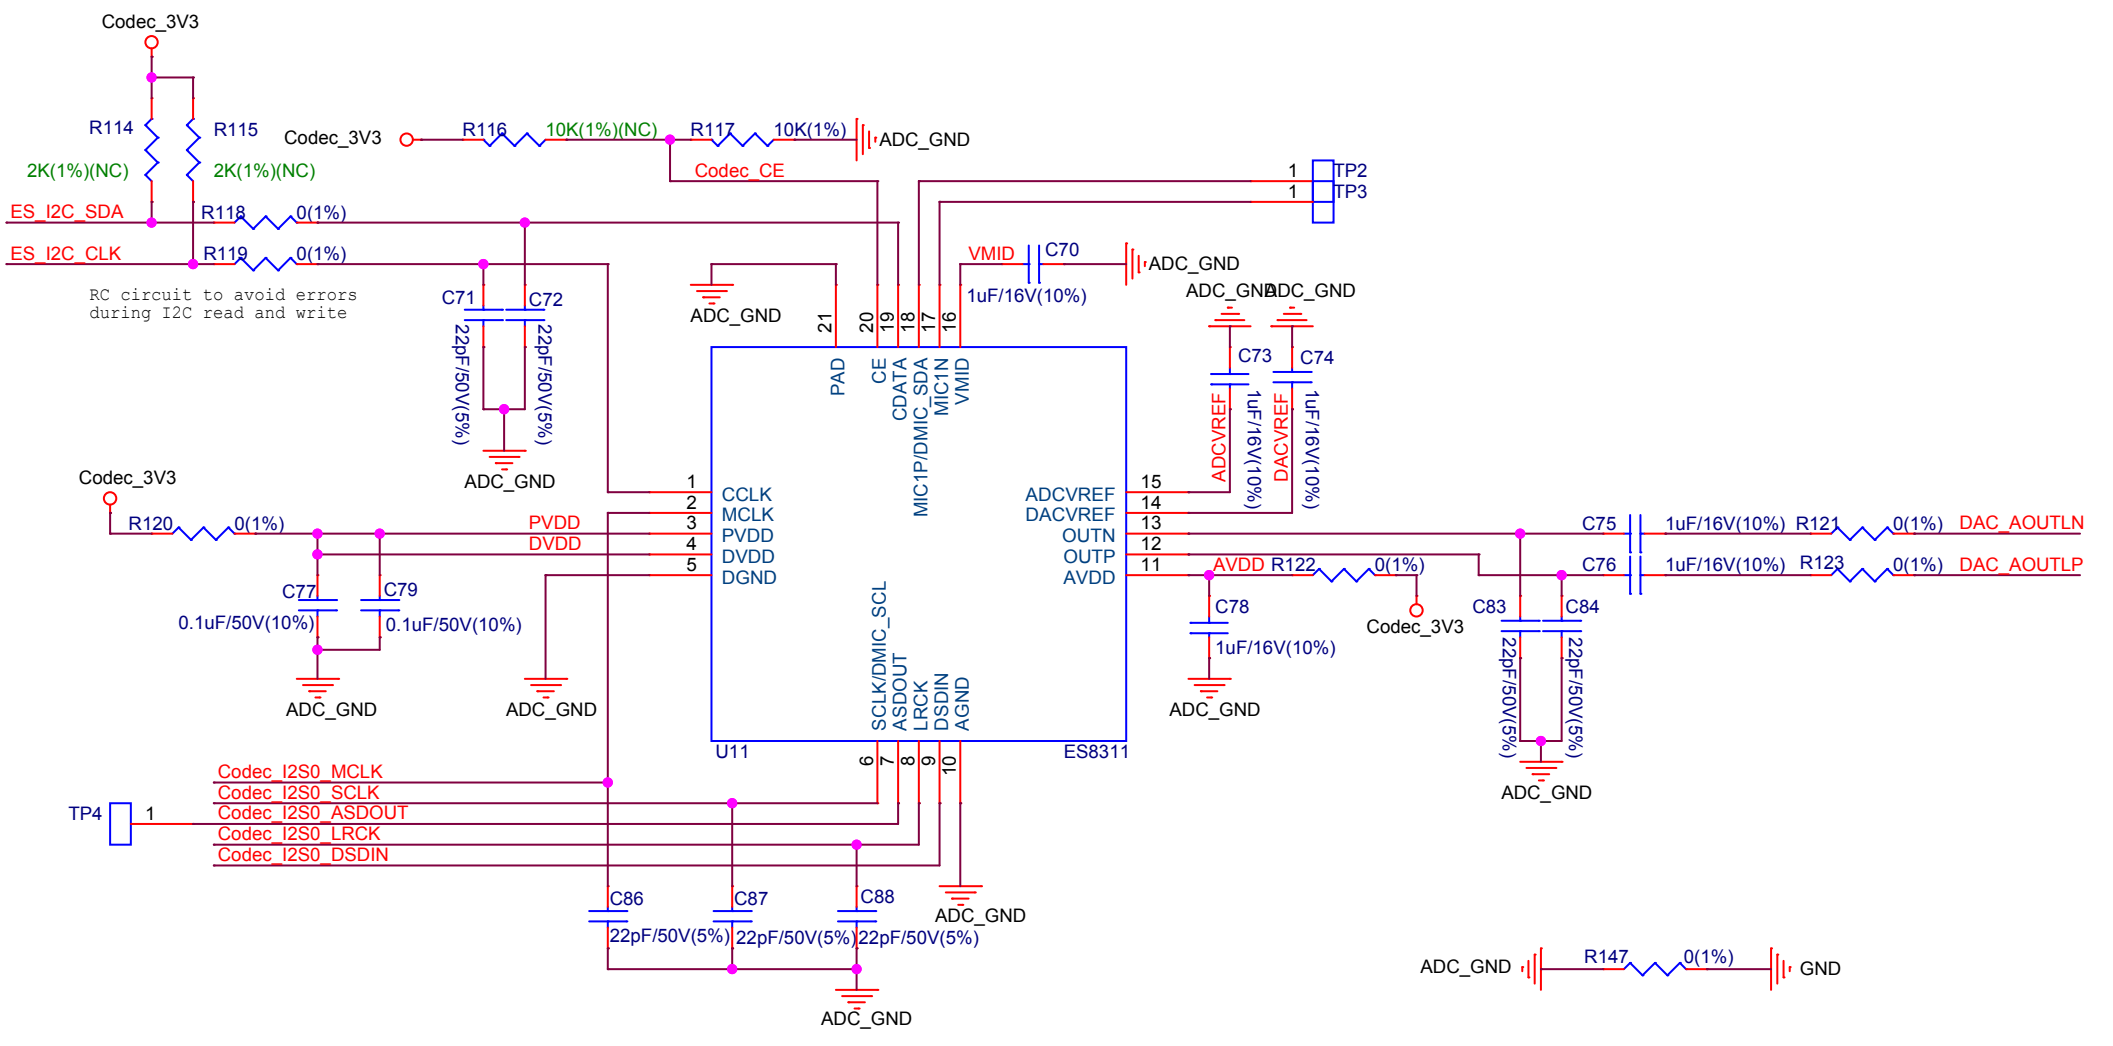 Codec_3V3
R114
R115
2K(1%)(NC)
2K(1%)(NC)
Codec_3V3
R116
10K(1%)(NC)
R117
10K(1%)
ADC_GND
Codec_CE
1
TP2
1
TP3
ES_I2C_SDA
R118
0(1%)
ES_I2C_CLK
R119
0(1%)
RC circuit to avoid errors
during I2C read and write
C71
C72
22pF/50V(5%)
22pF/50V(5%)
ADC_GND
ADC_GND
VMID
C70
1uF/16V(10%)
ADC_GND
ADC_GND
ADC_GND
C73
C74
1uF/16V(10%)
1uF/16V(10%)
ADCVREF
DACVREF
21
20
19
18
17
16
PAD
CE
CDATA
MIC1P/DMIC_SDA
MIC1N
VMID
Codec_3V3
R120
0(1%)
PVDD
DVDD
1
2
3
4
5
CCLK
MCLK
PVDD
DVDD
DGND
ADCVREF
DACVREF
OUTN
OUTP
AVDD
15
14
13
12
11
C75
1uF/16V(10%)
R121
0(1%)
DAC_AOUTLN
C76
1uF/16V(10%)
R123
0(1%)
DAC_AOUTLP
AVDD
R122
0(1%)
Codec_3V3
C78
1uF/16V(10%)
ADC_GND
C83
C84
22pF/50V(5%)
22pF/50V(5%)
ADC_GND
C77
0.1uF/50V(10%)
C79
0.1uF/50V(10%)
ADC_GND
ADC_GND
SCLK/DMIC_SCL
ASDOUT
LRCK
DSDIN
AGND
U11
ES8311
6
7
8
9
10
Codec_I2S0_MCLK
Codec_I2S0_SCLK
TP4
1
Codec_I2S0_ASDOUT
Codec_I2S0_LRCK
Codec_I2S0_DSDIN
C86
22pF/50V(5%)
C87
22pF/50V(5%)
C88
22pF/50V(5%)
ADC_GND
ADC_GND
ADC_GND
R147
0(1%)
GND